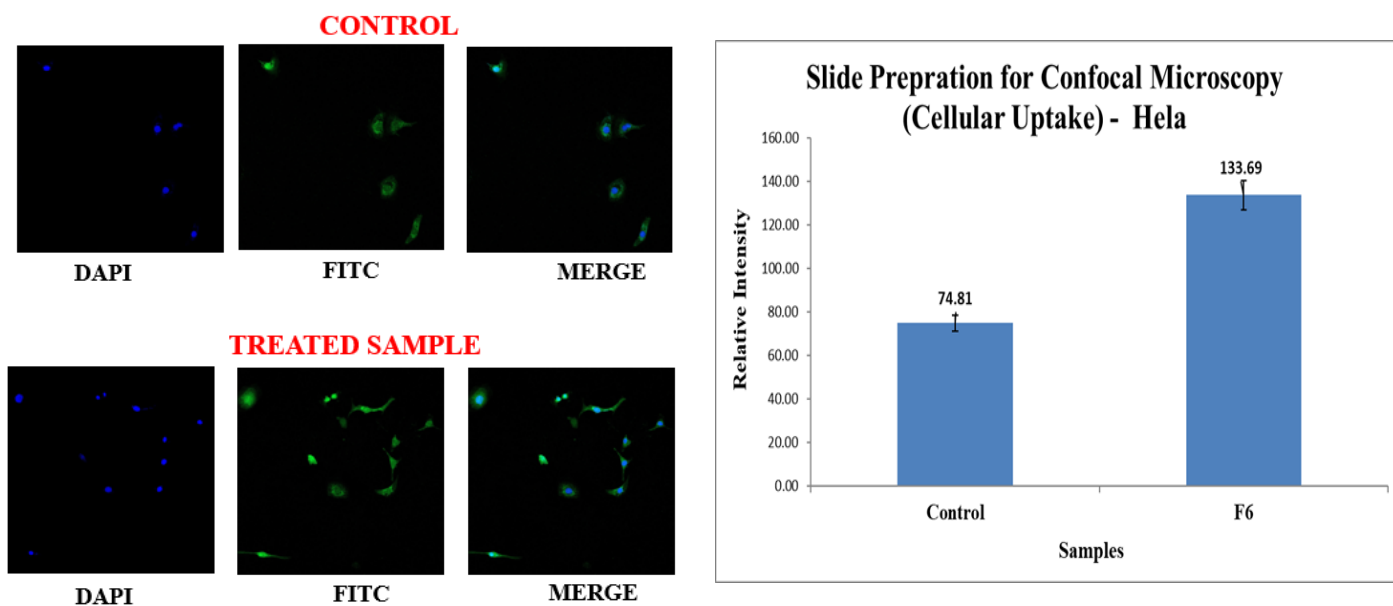 CONTROL
DAPI
FITC
MERGE
TREATED SAMPLE
DAPI
FITC
MERGE
Slide Prepration for Confocal Microscopy
(Cellular Uptake) - Hela
160.00
140.00
120.00
100.00
80.00
60.00
40.00
20.00
0.00
Relative Intensity
74.81
133.69
Control
F6
Samples